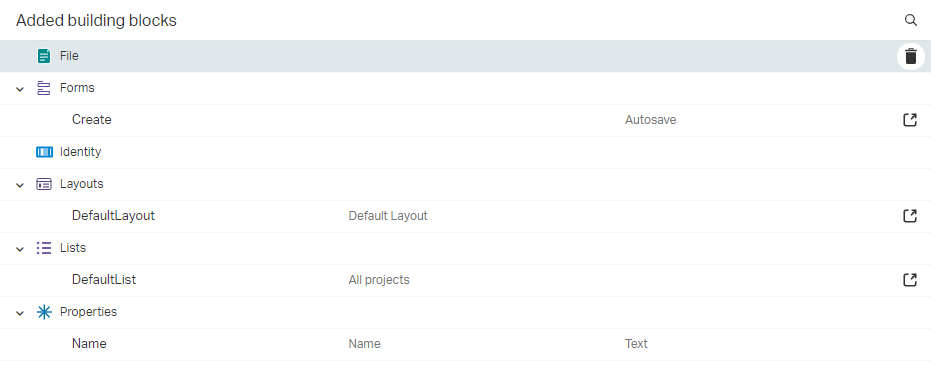 Added building blocks
File
Forms
Create Autosave
Identity
Layouts
DefaultLayout Default Layout
Lists
DefaultList All projects
Properties
Name Name Text